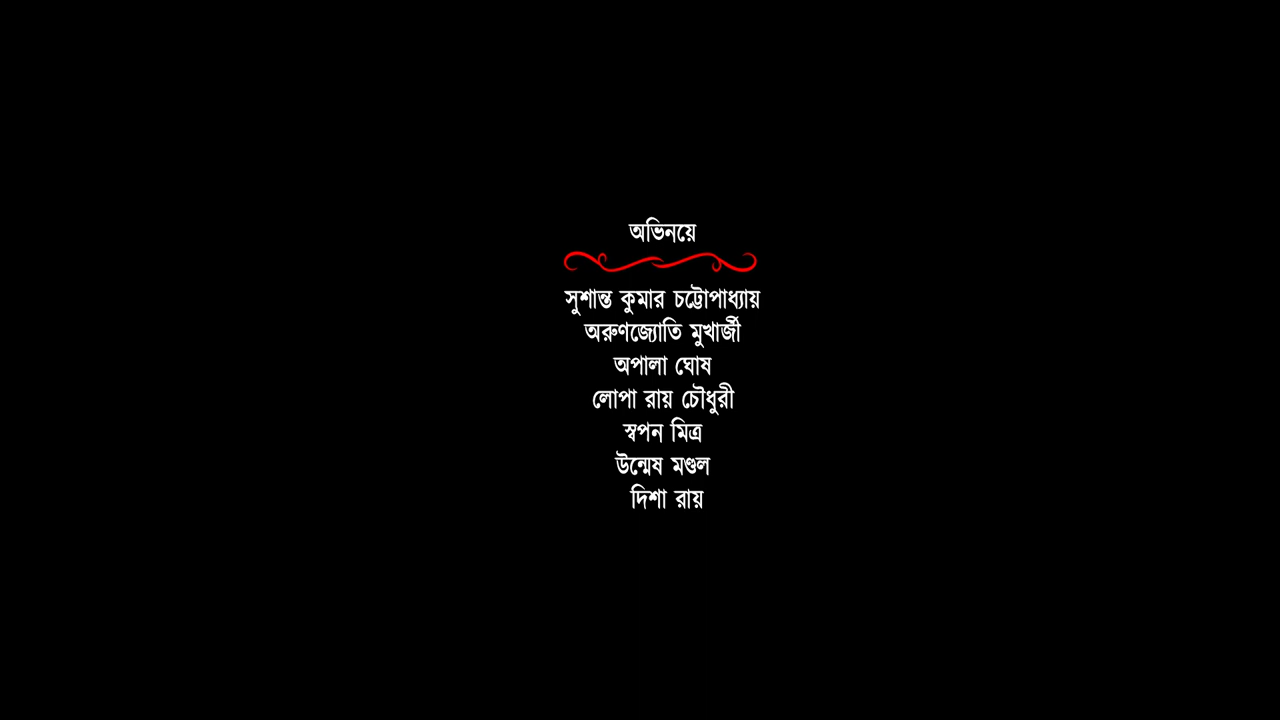 অভিনয়ে
সুশান্ত কুমার চট্টোপাধ্যায়
অরুণজ্যোতি মুখার্জী
অপালা ঘোষ
লোপা রায় চৌধুরী
স্বপন মিত্র
উন্মেষ মণ্ডল
দিশা রায়